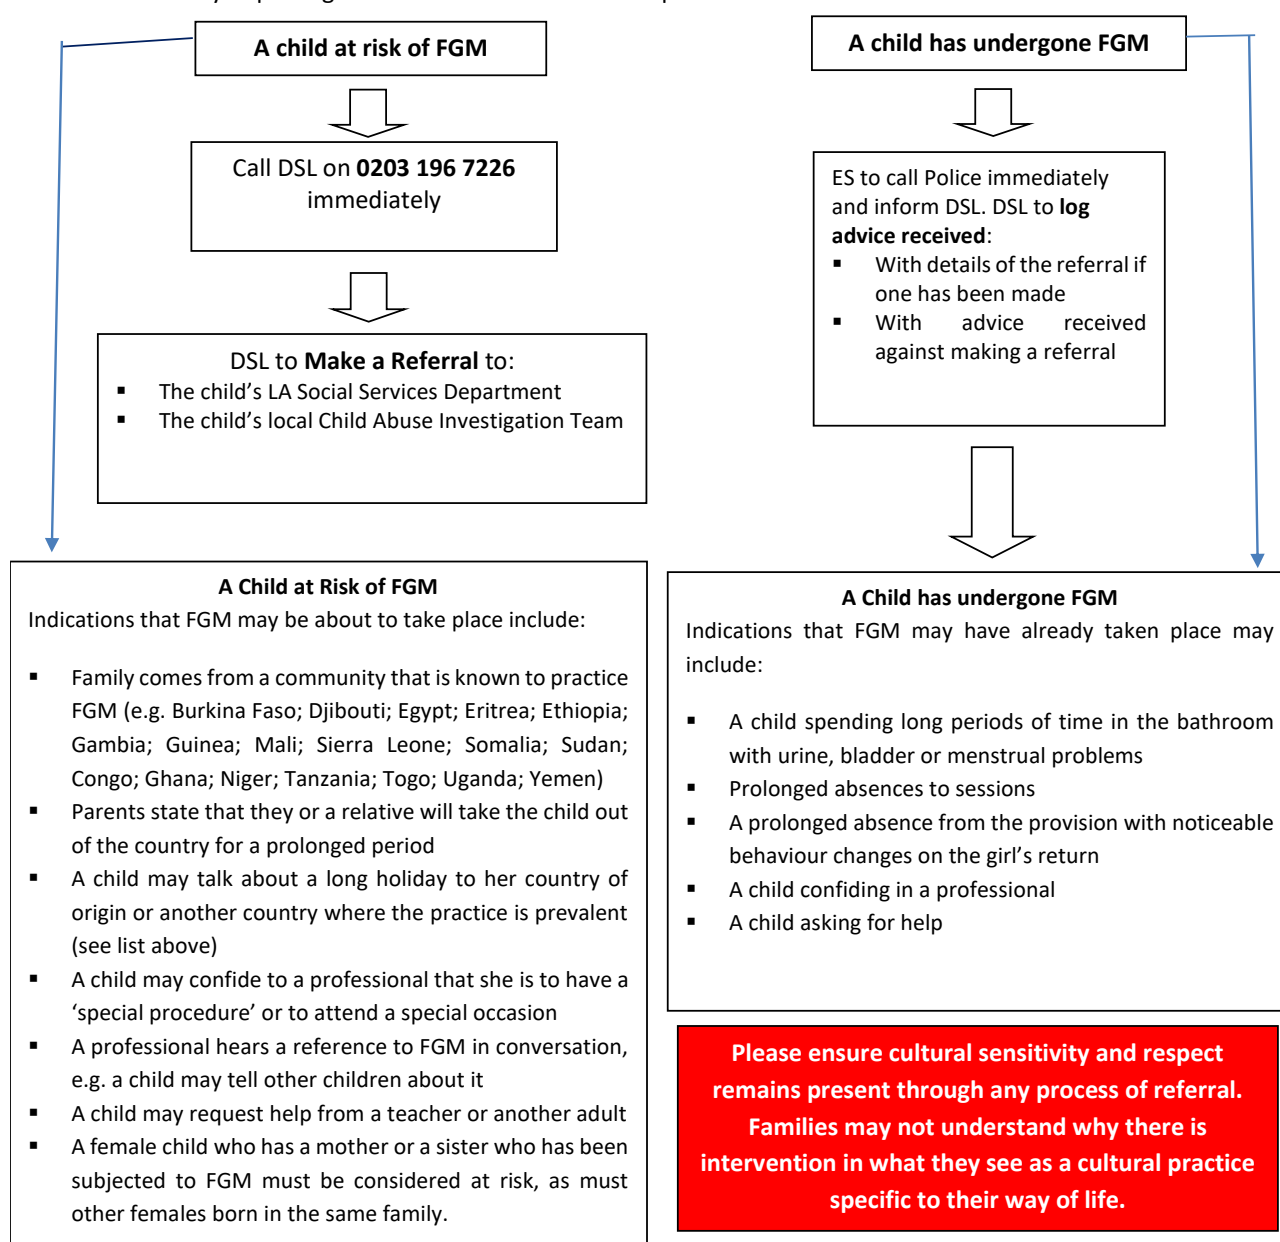 A child at risk of FGM
Call DSL on 0203 196 7226
immediately
DSL to Make a Referral to:
▪ The child’s LA Social Services Department
▪ The child’s local Child Abuse Investigation Team
A Child at Risk of FGM
Indications that FGM may be about to take place include:
▪ Family comes from a community that is known to practice
FGM (e.g. Burkina Faso; Djibouti; Egypt; Eritrea; Ethiopia;
Gambia; Guinea; Mali; Sierra Leone; Somalia; Sudan;
Congo; Ghana; Niger; Tanzania; Togo; Uganda; Yemen)
▪ Parents state that they or a relative will take the child out
of the country for a prolonged period
▪ A child may talk about a long holiday to her country of
origin or another country where the practice is prevalent
(see list above)
▪ A child may confide to a professional that she is to have a
‘special procedure’ or to attend a special occasion
▪ A professional hears a reference to FGM in conversation,
e.g. a child may tell other children about it
▪ A child may request help from a teacher or another adult
▪ A female child who has a mother or a sister who has been
subjected to FGM must be considered at risk, as must
other females born in the same family.
A child has undergone FGM
ES to call Police immediately
and inform DSL. DSL to log
advice received:
▪ With details of the referral if
one has been made
▪ With advice received
against making a referral
A Child has undergone FGM
Indications that FGM may have already taken place may
include:
▪ A child spending long periods of time in the bathroom
with urine, bladder or menstrual problems
▪ Prolonged absences to sessions
▪ A prolonged absence from the provision with noticeable
behaviour changes on the girl’s return
▪ A child confiding in a professional
▪ A child asking for help
Please ensure cultural sensitivity and respect
remains present through any process of referral.
Families may not understand why there is
intervention in what they see as a cultural practice
specific to their way of life.